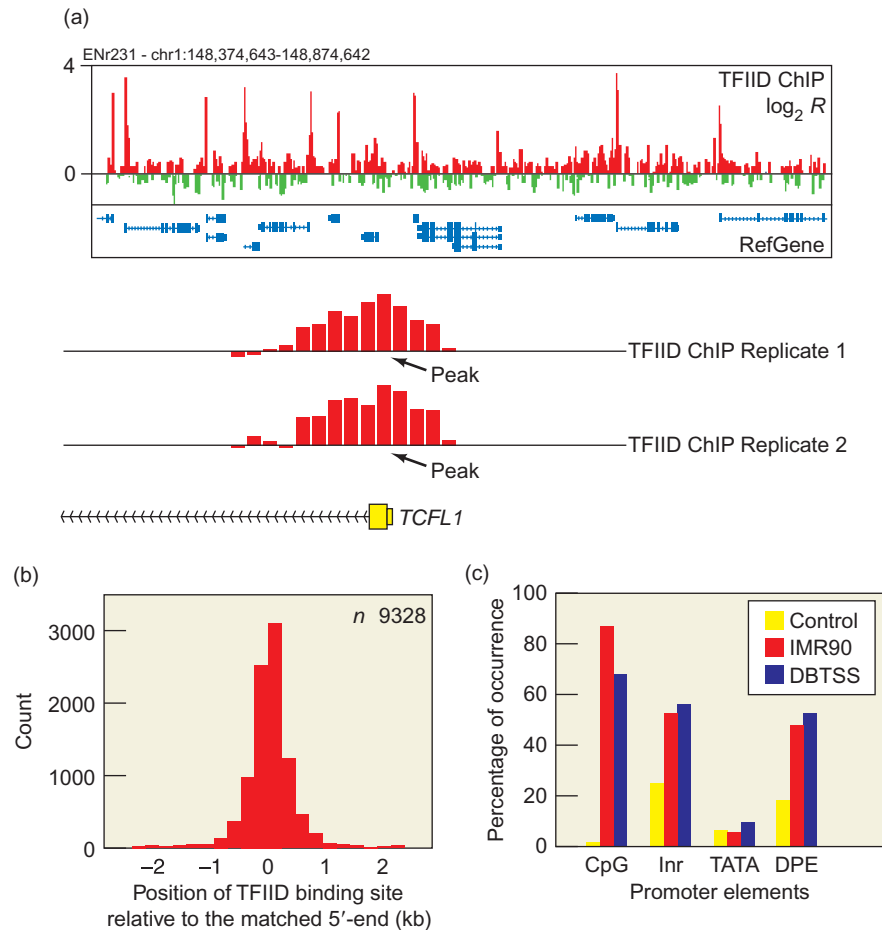 (a)
ENr231 - chr1:148,374,643-148,874,642
4
TFIID ChIP
log2 R
0
RefGene
TFIID ChIP Replicate 1
Peak
TFIID ChIP Replicate 2
Peak
TCFL1
(b)
n 9328
3000
2000
1000
0
Count
–2 –1 0 1 2
Position of TFIID binding site
relative to the matched 5′-end (kb)
(c)
100
80
60
40
20
0
Percentage of occurrence
Control
IMR90
DBTSS
CpG Inr TATA DPE
Promoter elements